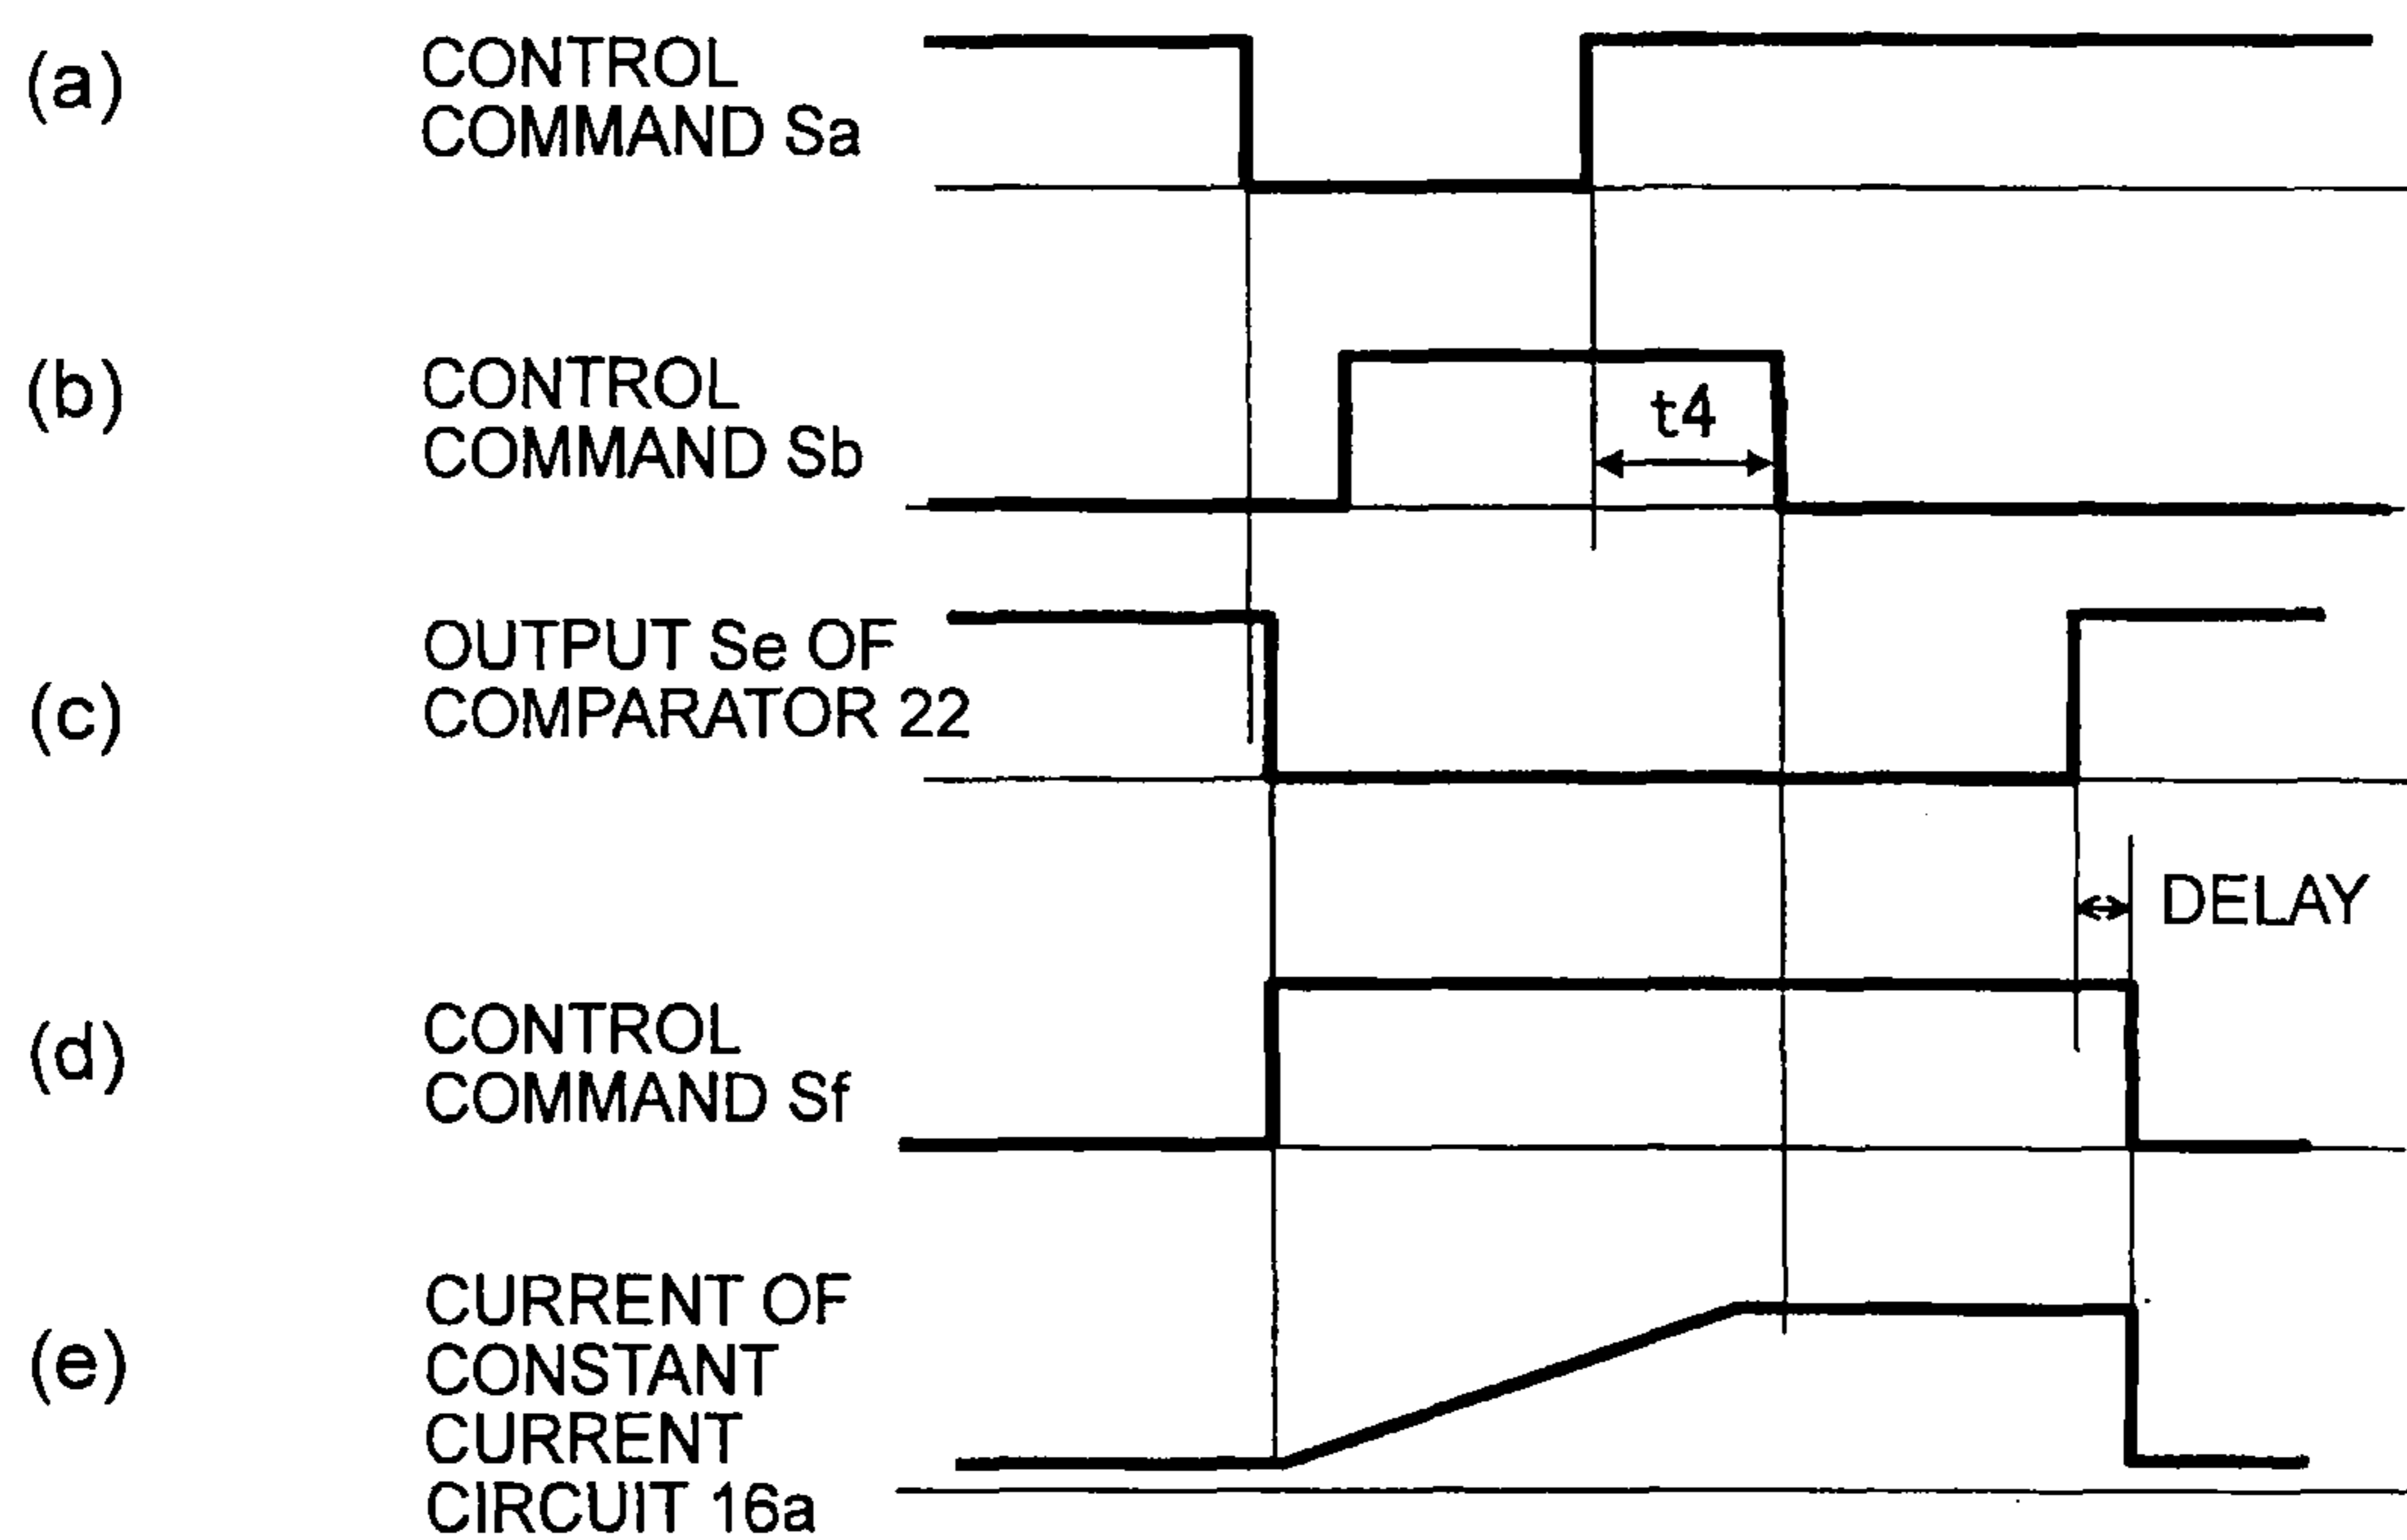 (a)
CONTROL
COMMAND Sa
(b)
CONTROL
COMMAND Sb
t4
(c)
OUTPUT Se OF
COMPARATOR 22
DELAY
(d)
CONTROL
COMMAND Sf
(e)
CURRENT OF
CONSTANT
CURRENT
CIRCUIT 16a